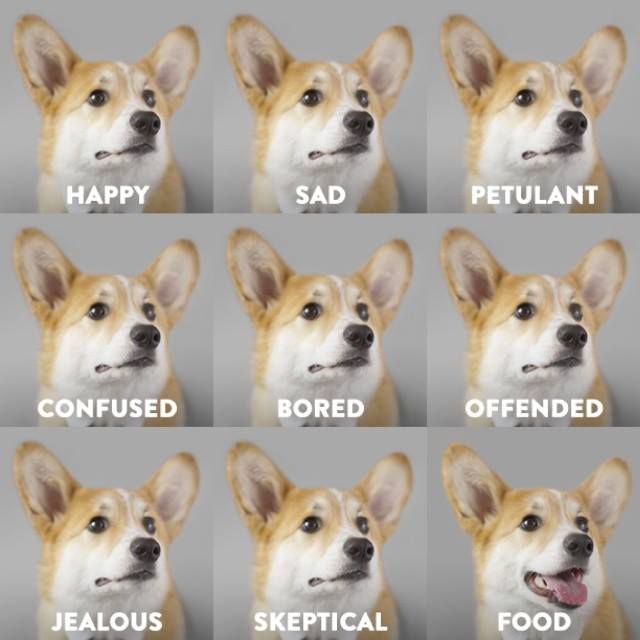 HAPPY
SAD
PETULANT
CONFUSED
BORED
OFFENDED
JEALOUS
SKEPTICAL
FOOD